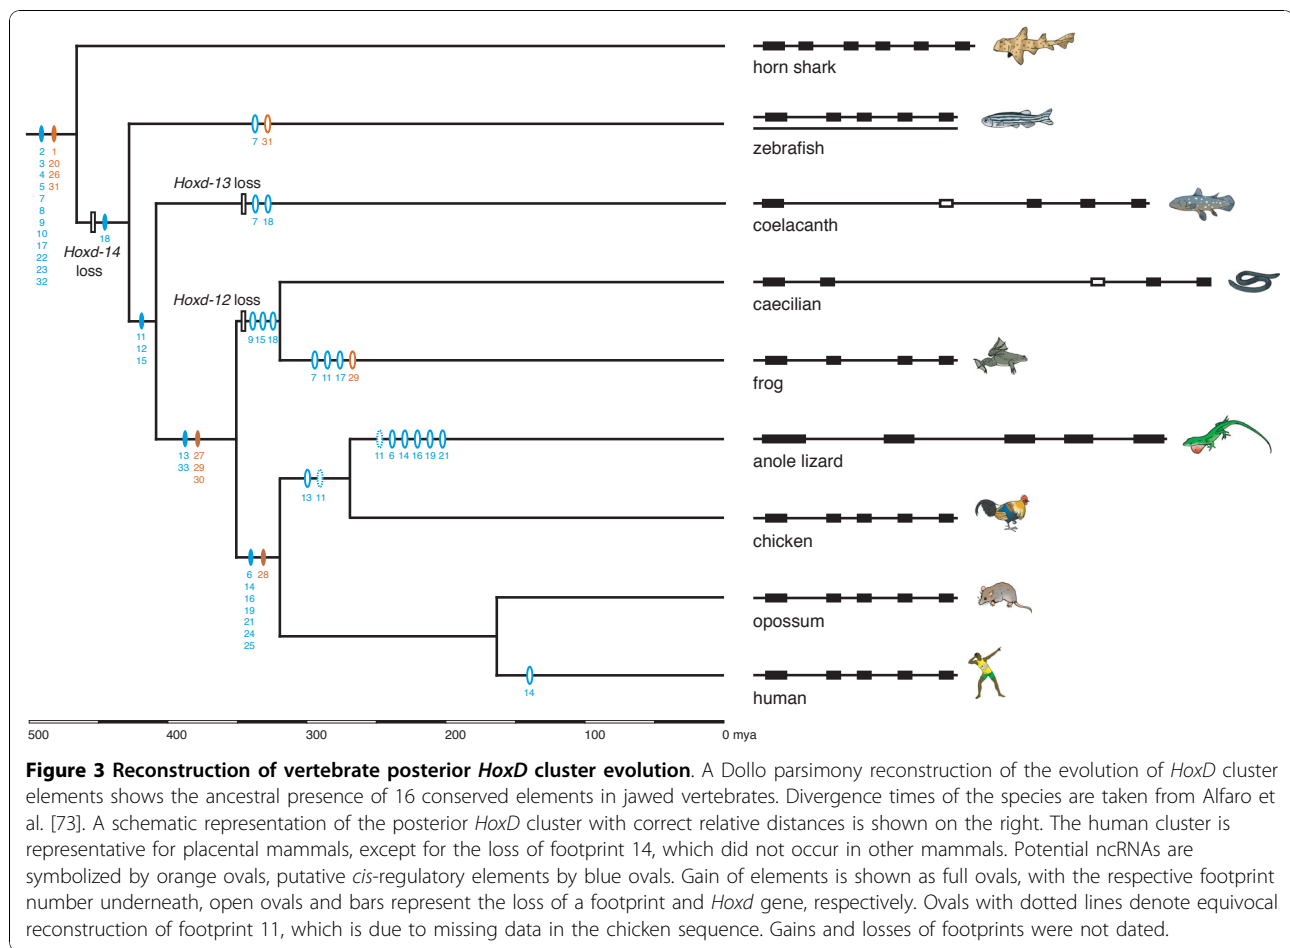 horn shark
7 31
zebrafish
2 1
3 20
4 26
5 31
7
8
9
10
17
22
23
32
Hoxd-13 loss
7 18
coelacanth
18
Hoxd-14
loss
Hoxd-12 loss
9 15 18
caecilian
11
12
15
7 11 17 29
frog
13 27
33 29
30
11 6 14 16 19 21
anole lizard
13 11
chicken
6 28
14
16
19
21
24
25
opossum
14
human
500 400 300 200 100 0 mya
Figure 3 Reconstruction of vertebrate posterior HoxD cluster evolution. A Dollo parsimony reconstruction of the evolution of HoxD cluster
elements shows the ancestral presence of 16 conserved elements in jawed vertebrates. Divergence times of the species are taken from Alfaro et
al. [73]. A schematic representation of the posterior HoxD cluster with correct relative distances is shown on the right. The human cluster is
representative for placental mammals, except for the loss of footprint 14, which did not occur in other mammals. Potential ncRNAs are
symbolized by orange ovals, putative cis-regulatory elements by blue ovals. Gain of elements is shown as full ovals, with the respective footprint
number underneath, open ovals and bars represent the loss of a footprint and Hoxd gene, respectively. Ovals with dotted lines denote equivocal
reconstruction of footprint 11, which is due to missing data in the chicken sequence. Gains and losses of footprints were not dated.